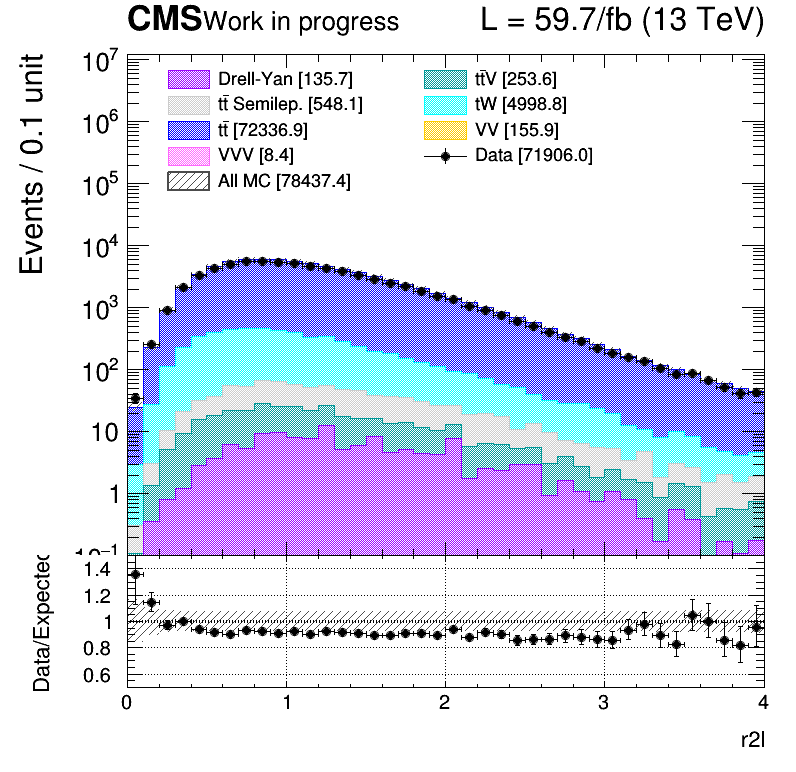 CMS Work in progress L = 59.7/fb (13 TeV)
Events / 0.1 unit
10⁷
10⁶
10⁵
10⁴
10³
10²
10
1
10⁻¹
Drell-Yan [135.7]
tt̄ Semilep. [548.1]
tt̄ [72336.9]
VVV [8.4]
All MC [78437.4]
tt̄V [253.6]
tW [4998.8]
VV [155.9]
Data [71906.0]
Data/Expected
1.4
1.2
1
0.8
0.6
0 1 2 3 4
r2l